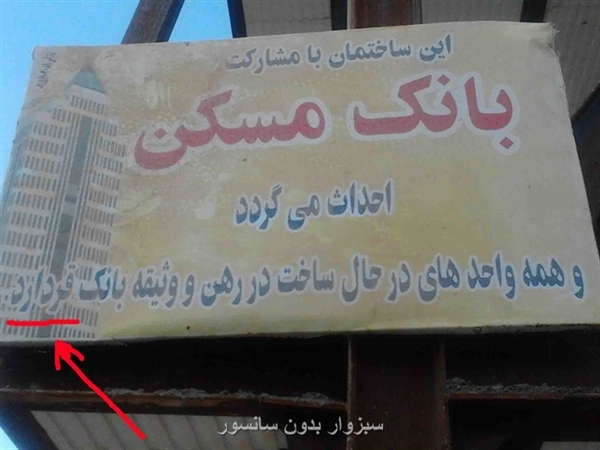 این ساختمان با مشارکت
بانک مسکن
احداث می گردد
و همه واحد های در حال ساخت در رهن و وثیقه بانک قردارد
سبزوار بدون سانسور